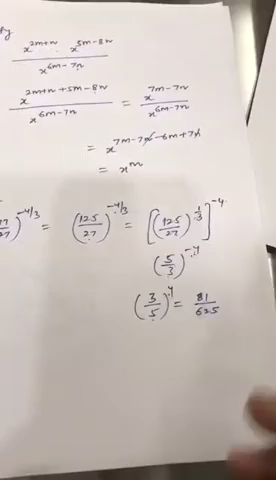 x^{2m+n} . x^{5m-8n} / x^{6m-7n}
x^{2m+n+5m-8n} / x^{6m-7n} = x^{7m-7n} / x^{6m-7n}
= x^{7m-7n-6m+7n}
= x^m
27)^{-4/3} (125/27)^{-4/3} = [(125/27)^{1/3}]^{-4}
(5/3)^{-4}
(3/5)^4 = 81/625